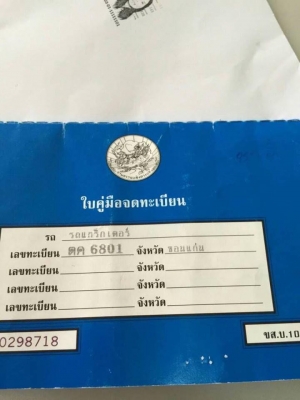 ใบคู่มือจดทะเบียน
รถ รถแทร็กเตอร์
เลขทะเบียน ตค 6801 จังหวัด ขอนแก่น
เลขทะเบียน จังหวัด
เลขทะเบียน จังหวัด
เลขทะเบียน จังหวัด
0298718
ขส.บ.10